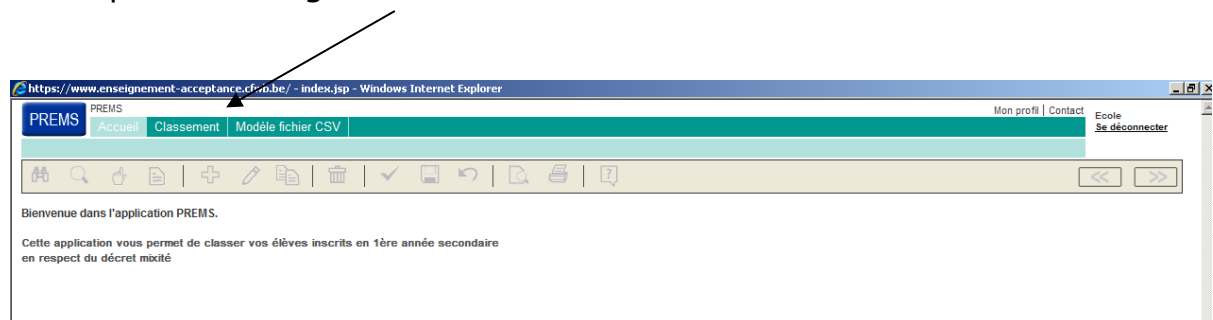 https://www.enseignement-acceptance.cfwb.be/ - index.jsp - Windows Internet Explorer
PREMS
PREMS
Mon profil | Contact
Ecole
Accueil Classement Modèle fichier CSV
Se déconnecter
<< >>
Bienvenue dans l'application PREMS.
Cette application vous permet de classer vos élèves inscrits en 1ère année secondaire
en respect du décret mixité